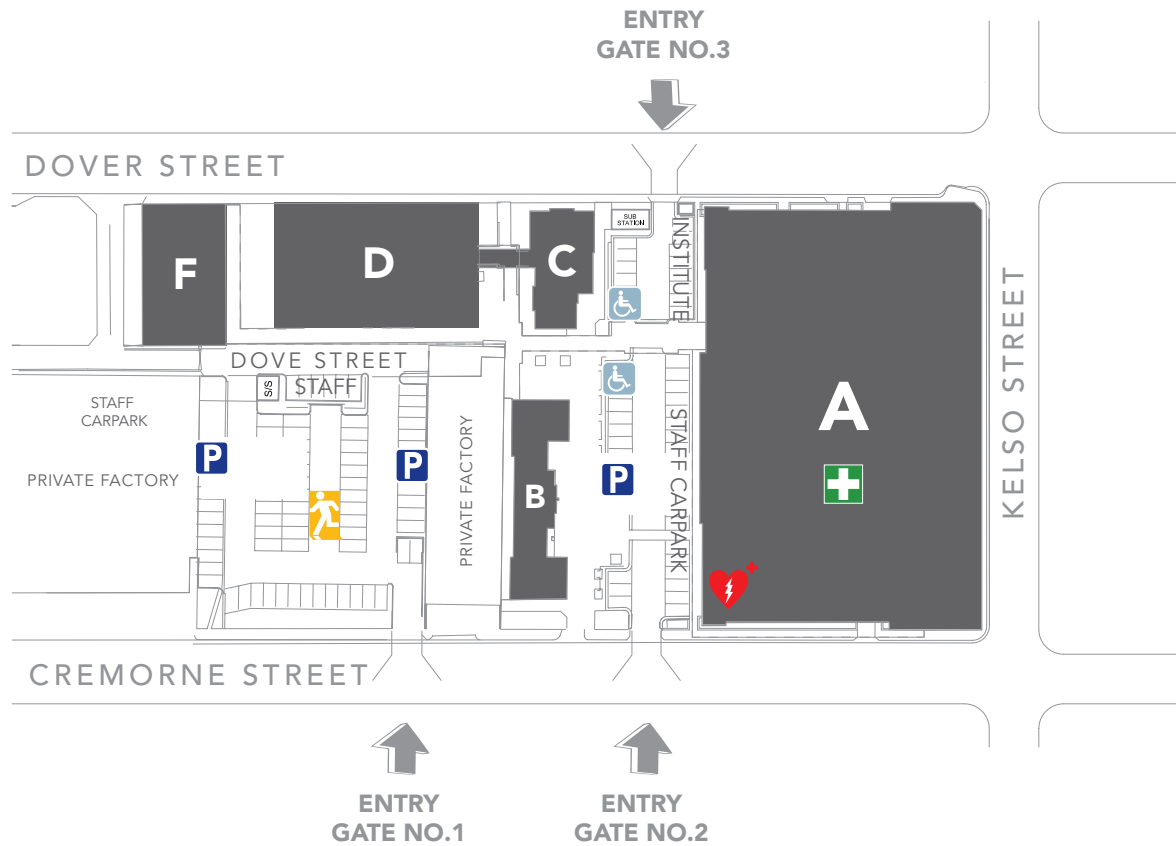 ENTRY
GATE NO.3
DOVER STREET
SUB
STATION
INSTITUTE
F
D
C
KELSO STREET
DOVE STREET
S/S
STAFF
STAFF
CARPARK
A
STAFF CARPARK
PRIVATE FACTORY
P
P
P
PRIVATE FACTORY
B
CREMORNE STREET
ENTRY
GATE NO.1
ENTRY
GATE NO.2